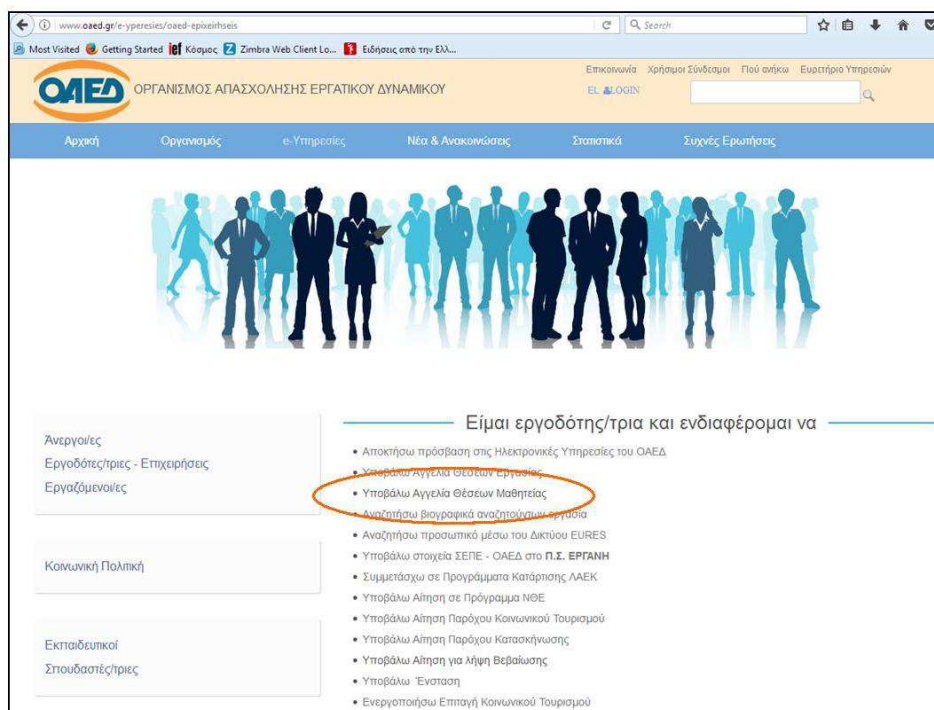 www.oaed.gr/e-yperesies/oaed-epixeirhseis
Search
Most Visited Getting Started ief Κόσμος Z Zimbra Web Client Lo... Ειδήσεις από την Ελλ...
ΟΑΕΔ ΟΡΓΑΝΙΣΜΟΣ ΑΠΑΣΧΟΛΗΣΗΣ ΕΡΓΑΤΙΚΟΥ ΔΥΝΑΜΙΚΟΥ
Επικοινωνία Χρήσιμοι Σύνδεσμοι Πού ανήκω Ευρετήριο Υπηρεσιών
EL LOGIN
Αρχική Οργανισμός e-Υπηρεσίες Νέα & Ανακοινώσεις Στατιστικά Συχνές Ερωτήσεις
Άνεργοι/ες
Εργοδότες/τριες - Επιχειρήσεις
Εργαζόμενοι/ες
Κοινωνική Πολιτική
Εκπαιδευτικοί
Σπουδαστές/τριες
Είμαι εργοδότης/τρια και ενδιαφέρομαι να
• Αποκτήσω πρόσβαση στις Ηλεκτρονικές Υπηρεσίες του ΟΑΕΔ
• Υποβάλω Αγγελία Θέσεων Εργασίας
• Υποβάλω Αγγελία Θέσεων Μαθητείας
• Αναζητήσω βιογραφικά αναζητούντων εργασία
• Αναζητήσω προσωπικό μέσω του Δικτύου EURES
• Υποβάλω στοιχεία ΣΕΠΕ - ΟΑΕΔ στο Π.Σ. ΕΡΓΑΝΗ
• Συμμετάσχω σε Προγράμματα Κατάρτισης ΛΑΕΚ
• Υποβάλω Αίτηση σε Πρόγραμμα ΝΘΕ
• Υποβάλω Αίτηση Παρόχου Κοινωνικού Τουρισμού
• Υποβάλω Αίτηση Παρόχου Κατασκήνωσης
• Υποβάλω Αίτηση για λήψη Βεβαίωσης
• Υποβάλω Ένσταση
• Ενεργοποιήσω Επιταγή Κοινωνικού Τουρισμού